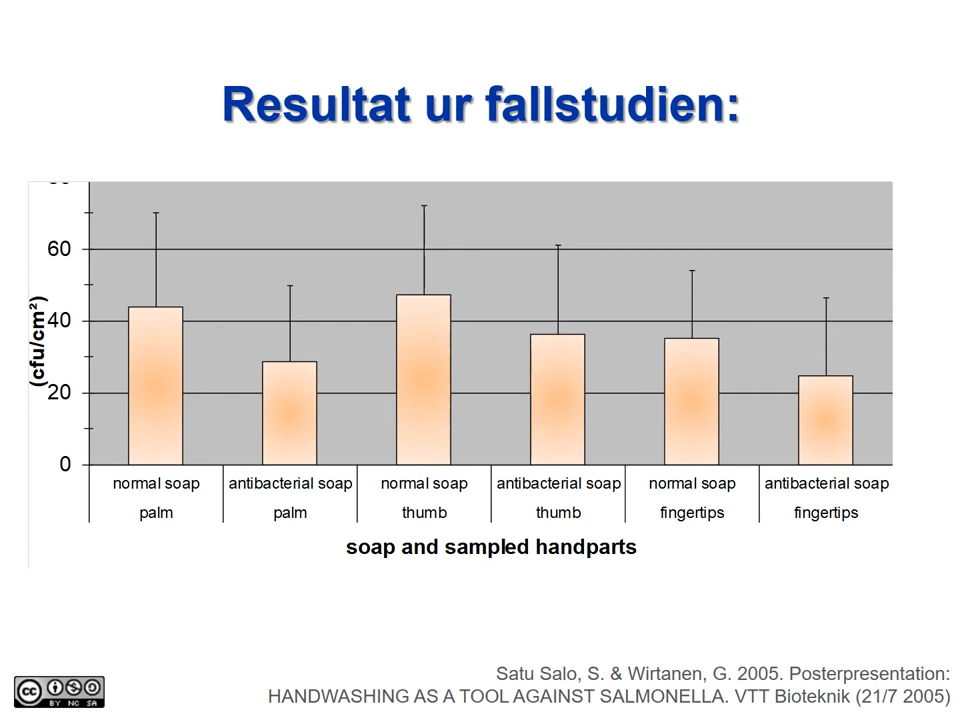 Resultat ur fallstudien:
60
40
20
0
(cfu/cm²)
normal soap antibacterial soap normal soap antibacterial soap normal soap antibacterial soap
palm palm thumb thumb fingertips fingertips
soap and sampled handparts
Satu Salo, S. & Wirtanen, G. 2005. Posterpresentation:
HANDWASHING AS A TOOL AGAINST SALMONELLA. VTT Bioteknik (21/7 2005)
cc
BY NC SA